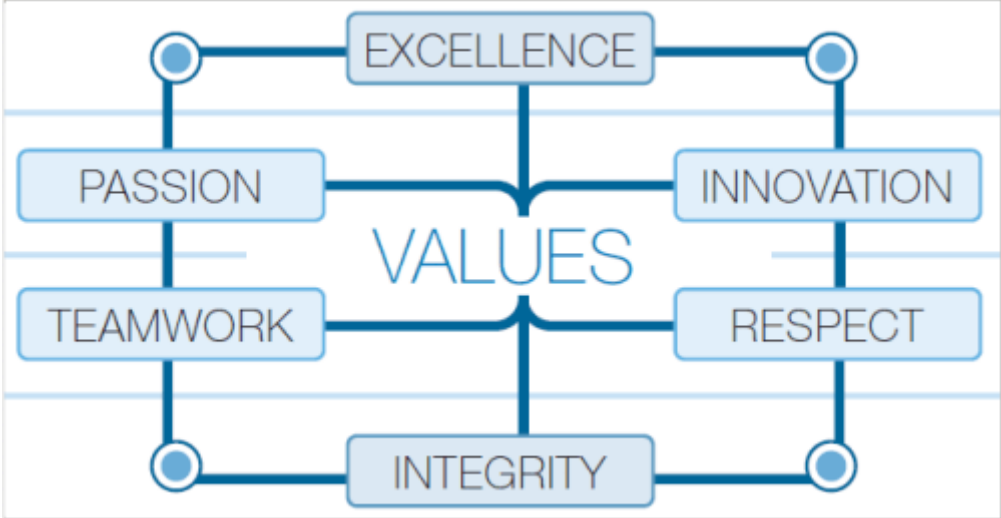 EXCELLENCE
PASSION
INNOVATION
VALUES
TEAMWORK
RESPECT
INTEGRITY